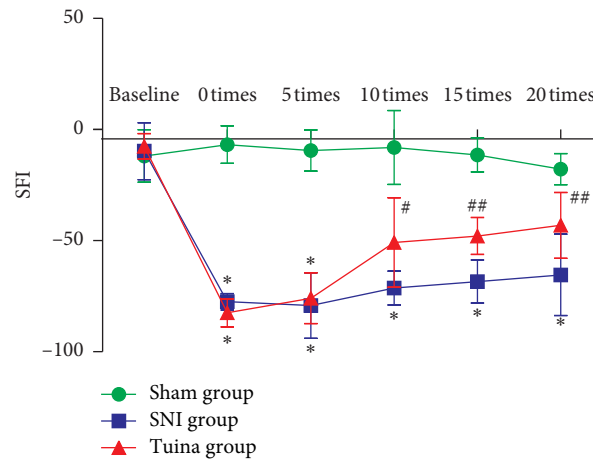 50
Baseline 0 times 5 times 10 times 15 times 20 times
0
SFI
# ## ##
* *
−50
* * * * *
−100
Sham group
SNI group
Tuina group